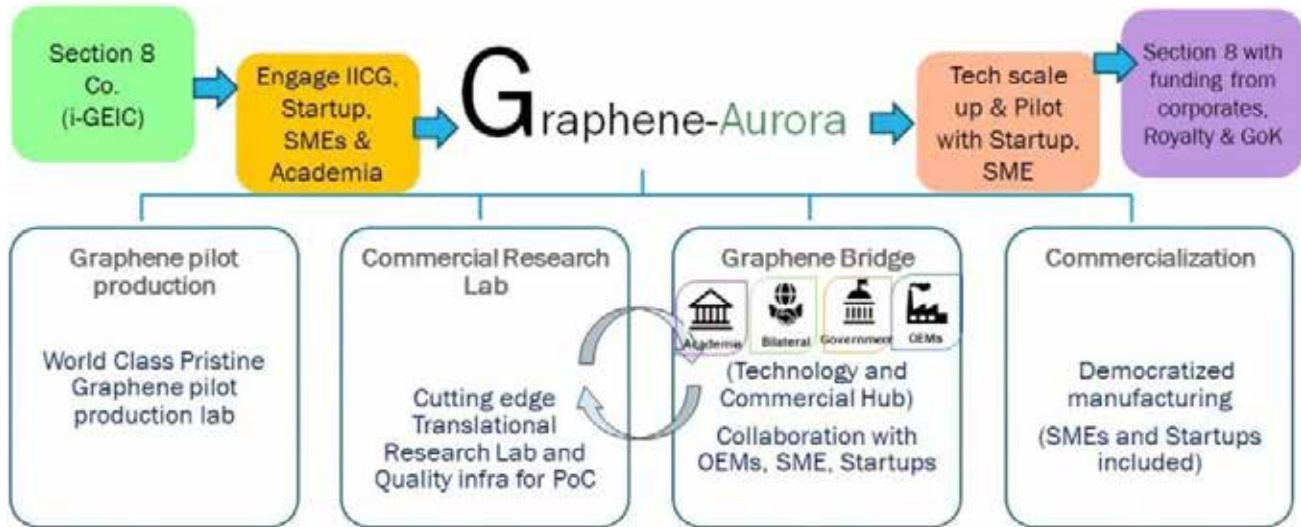 Section 8
Co.
(i-GEIC)
Engage IICG,
Startup,
SMEs &
Academia
Graphene-Aurora
Tech scale
up & Pilot
with Startup,
SME
Section 8 with
funding from
corporates,
Royalty & GoK
Graphene pilot
production
World Class Pristine
Graphene pilot
production lab
Commercial Research
Lab
Cutting edge
Translational
Research Lab and
Quality infra for PoC
Graphene Bridge
Academia
Bilateral
Government
OEMs
(Technology and
Commercial Hub)
Collaboration with
OEMs, SME, Startups
Commercialization
Democratized
manufacturing
(SMEs and Startups
included)